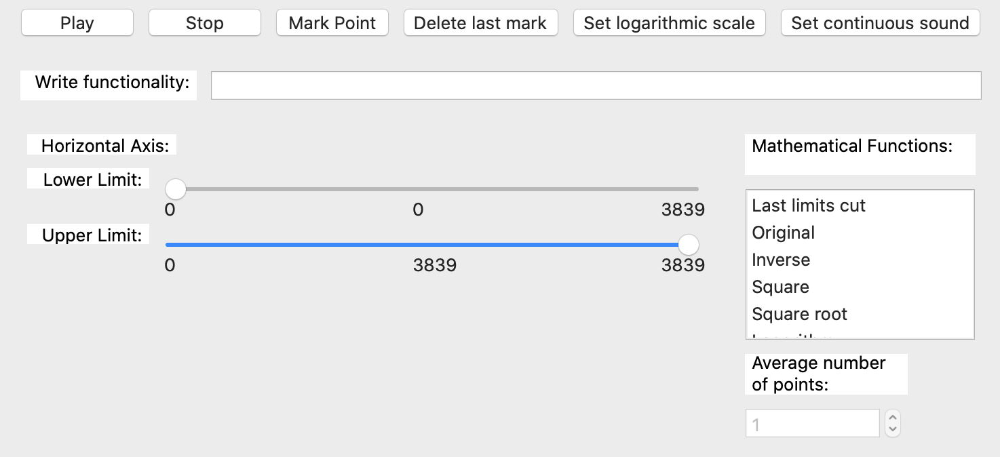 Play Stop Mark Point Delete last mark Set logarithmic scale Set continuous sound
Write functionality:
Horizontal Axis:
Lower Limit:
0 0 3839
Upper Limit:
0 3839 3839
Mathematical Functions:
Last limits cut
Original
Inverse
Square
Square root
Average number
of points:
1